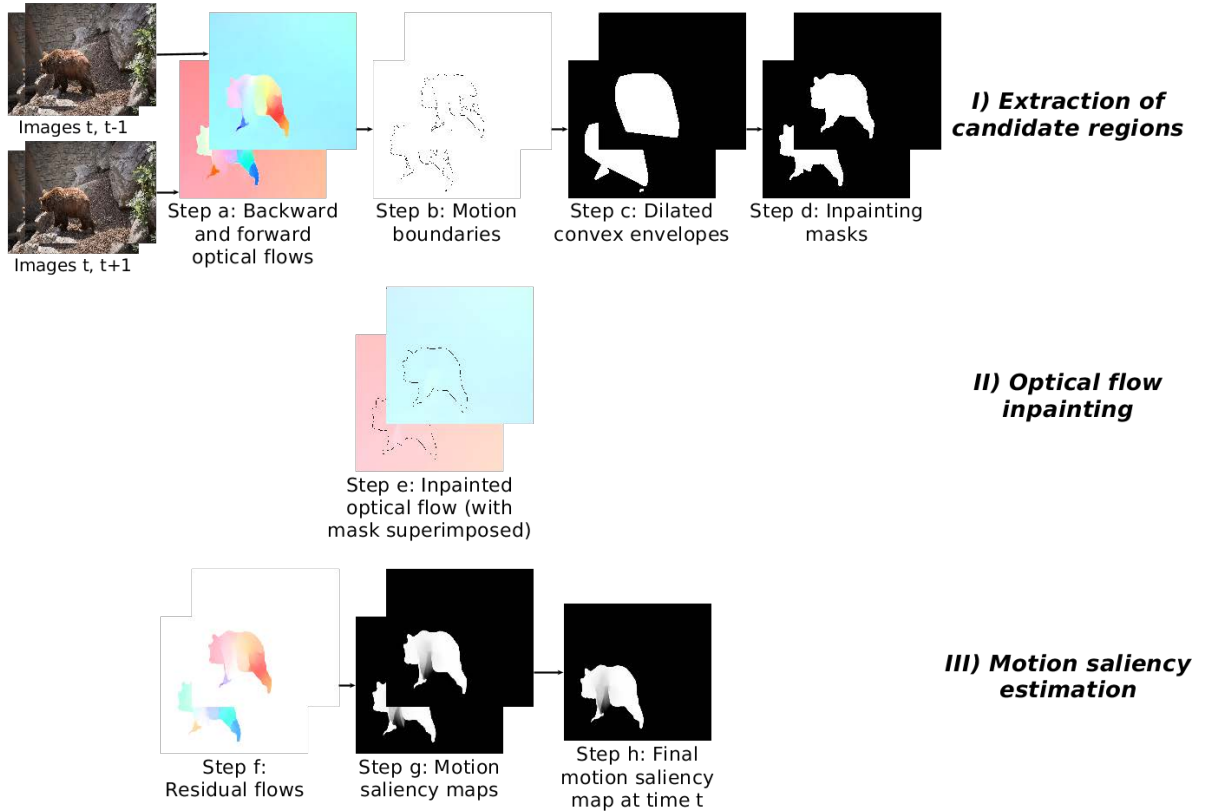 Images t, t-1
Images t, t+1
Step a: Backward
and forward
optical flows
Step b: Motion
boundaries
Step c: Dilated
convex envelopes
Step d: Inpainting
masks
I) Extraction of
candidate regions
Step e: Inpainted
optical flow (with
mask superimposed)
II) Optical flow
inpainting
Step f:
Residual flows
Step g: Motion
saliency maps
Step h: Final
motion saliency
map at time t
III) Motion saliency
estimation